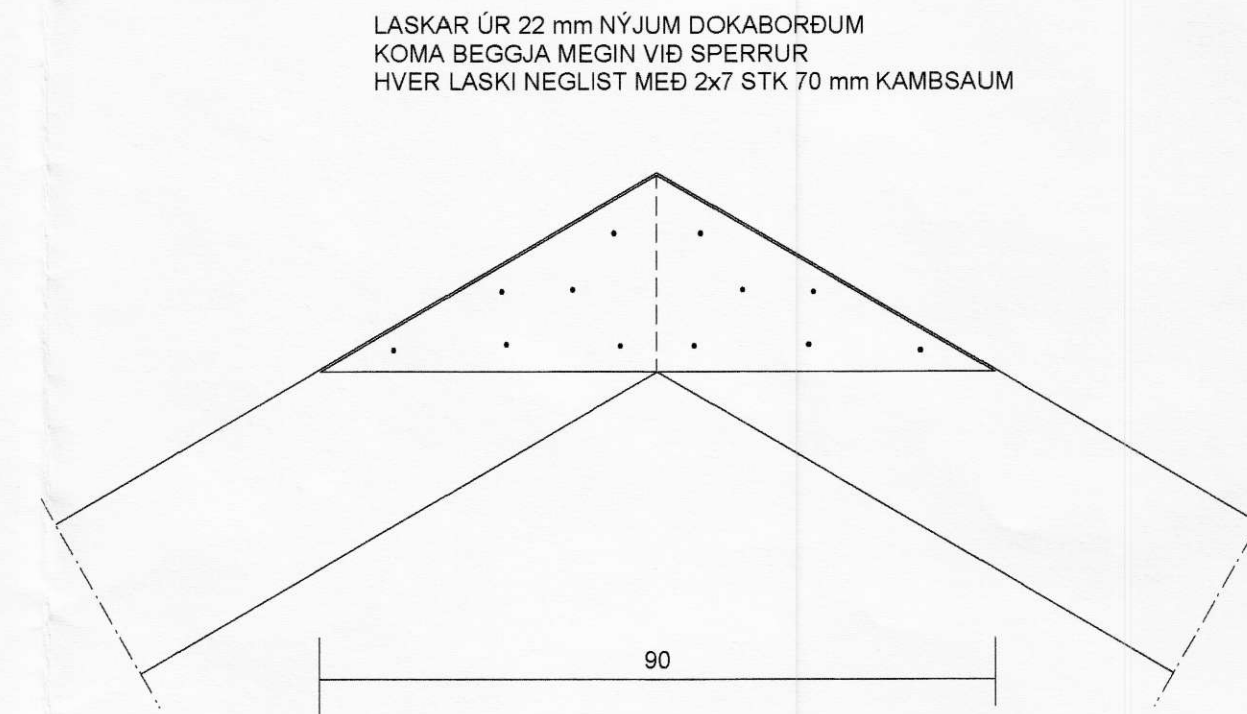 LASKAR ÚR 22 mm NÝJUM DOKABORÐUM
KOMA BEGGJA MEGIN VIÐ SPERRUR
HVER LASKI NEGLIST MEÐ 2x7 STK 70 mm KAMBSAUM
90